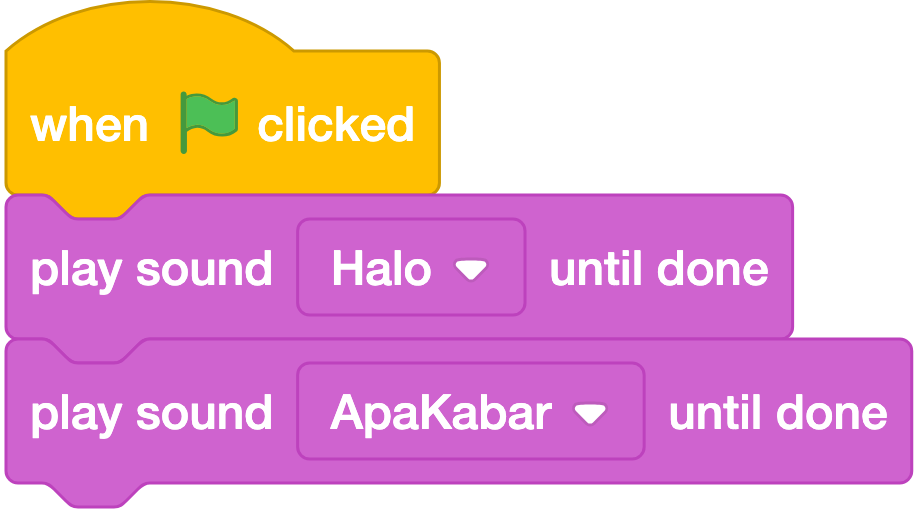 when clicked
play sound Halo until done
play sound ApaKabar until done